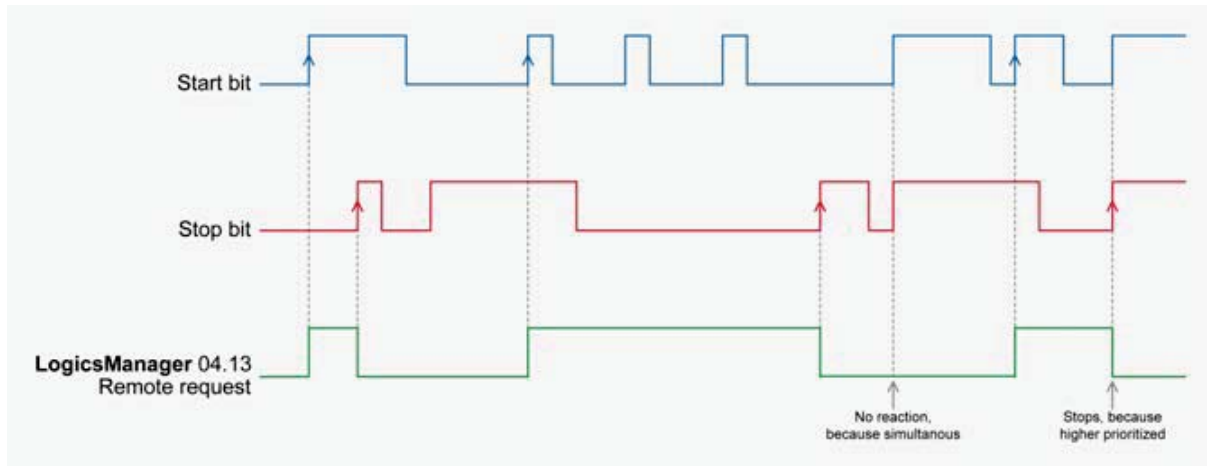 Start bit
Stop bit
LogicsManager 04.13
Remote request
No reaction,
because simultanous
Stops, because
higher prioritized